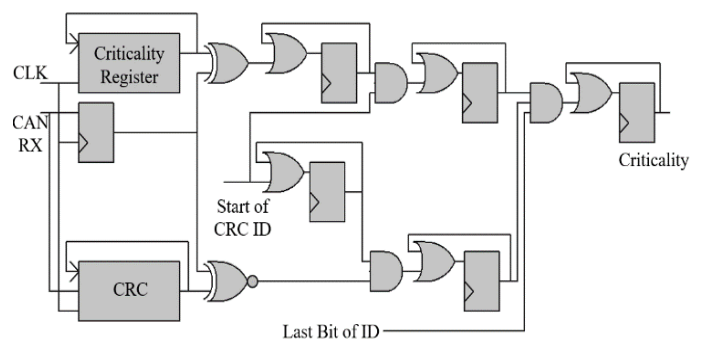 Criticality
Register
CLK
CAN
RX
Start of
CRC ID
Criticality
CRC
Last Bit of ID